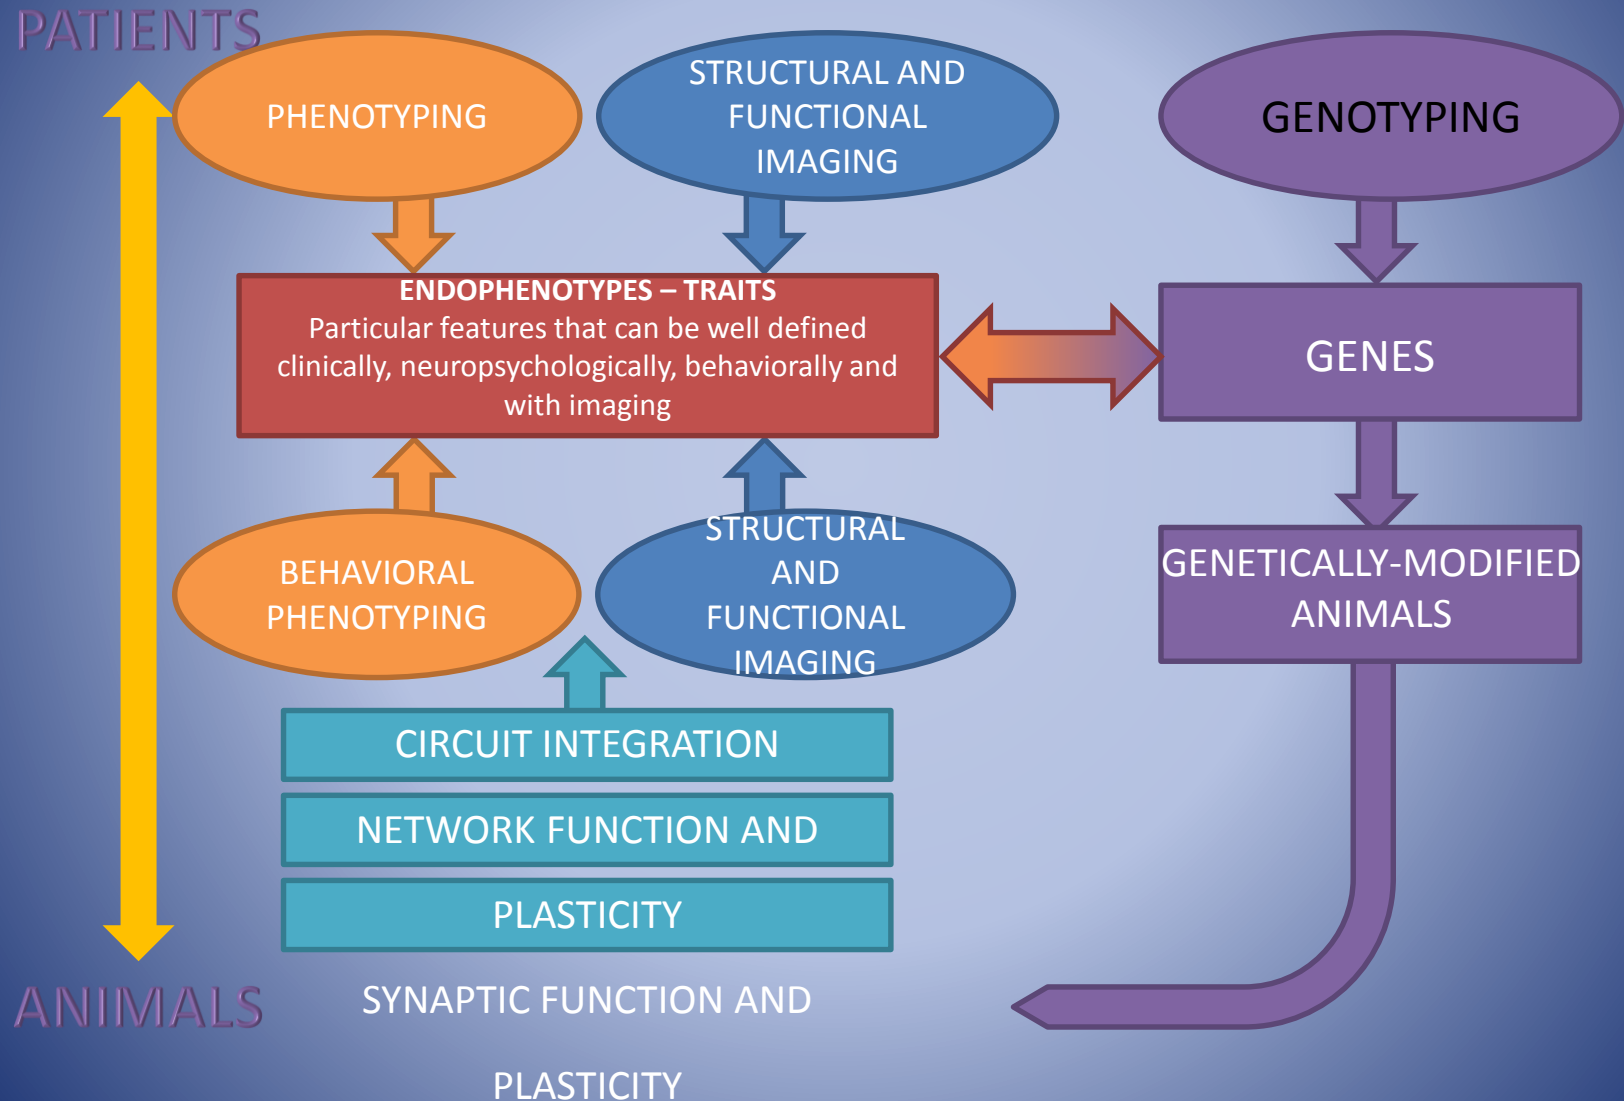 PATIENTS
PHENOTYPING
STRUCTURAL AND
FUNCTIONAL
IMAGING
GENOTYPING
ENDOPHENOTYPES – TRAITS
Particular features that can be well defined
clinically, neuropsychologically, behaviorally and
with imaging
GENES
BEHAVIORAL
PHENOTYPING
STRUCTURAL
AND
FUNCTIONAL
IMAGING
GENETICALLY-MODIFIED
ANIMALS
CIRCUIT INTEGRATION
NETWORK FUNCTION AND
PLASTICITY
SYNAPTIC FUNCTION AND
PLASTICITY
ANIMALS